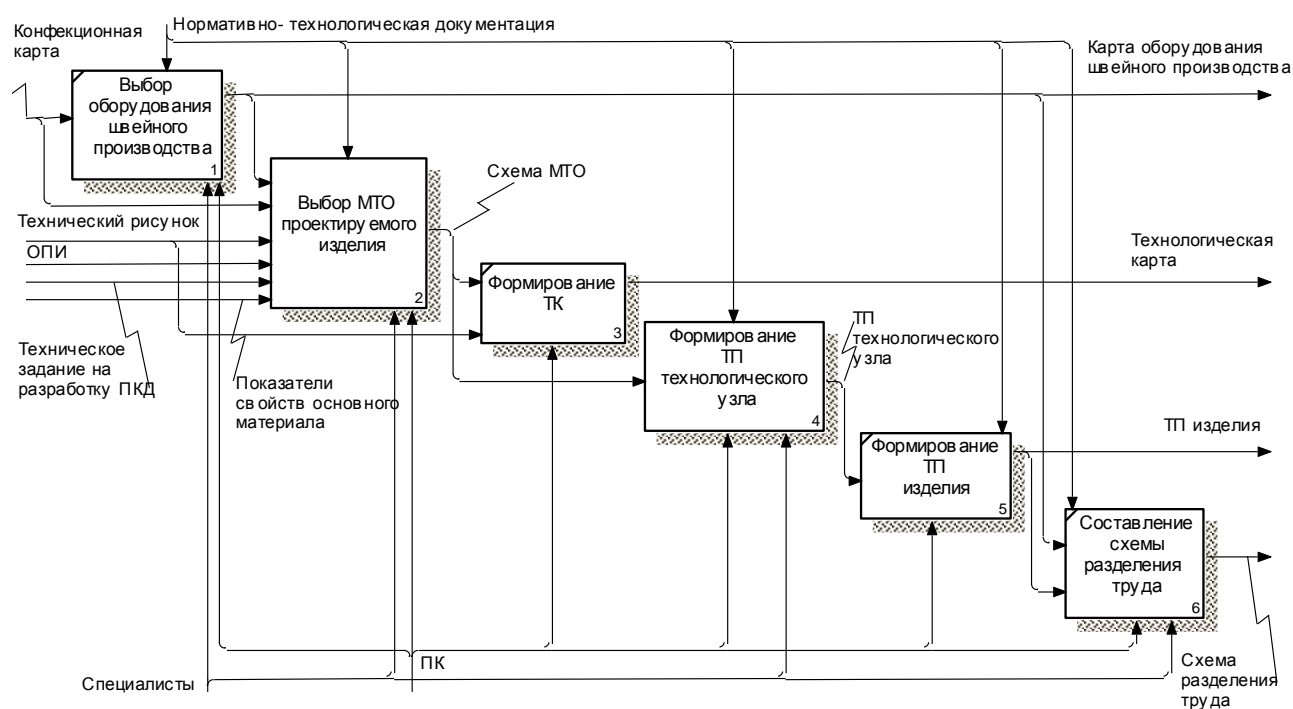 Нормативно- технологическая документация
Конфекционная
карта
Карта оборудования
швейного производства
Выбор
оборудования
швейного
производства
1
Схема МТО
Выбор МТО
проектируемого
изделия
2
Технический рисунок
ОПИ
Технологическая
карта
Формирование
ТК
3
ТП
технологического
узла
Формирование
ТП
технологического
узла
4
Техническое
задание на
разработку ПКД
Показатели
свойств основного
материала
ТП изделия
Формирование
ТП
изделия
5
Составление
схемы
разделения
труда
6
ПК
Специалисты
Схема
разделения
труда